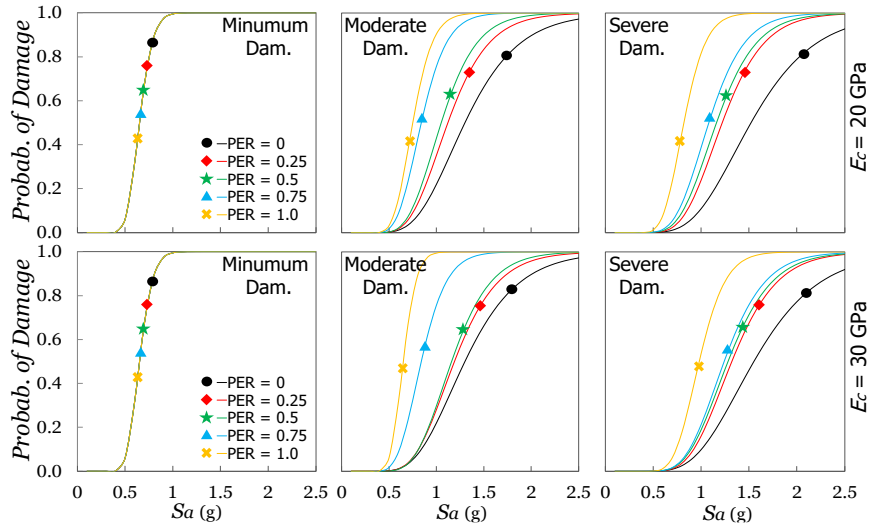 1.0
0.8
0.6
0.4
0.2
0.0
Probab. of Damage
Minumum
Dam.
–PER = 0
–PER = 0.25
–PER = 0.5
–PER = 0.75
–PER = 1.0
Moderate
Dam.
Severe
Dam.
Ec = 20 GPa
1.0
0.8
0.6
0.4
0.2
0.0
Probab. of Damage
Minumum
Dam.
–PER = 0
–PER = 0.25
–PER = 0.5
–PER = 0.75
–PER = 1.0
Moderate
Dam.
Severe
Dam.
Ec = 30 GPa
0 0.5 1 1.5 2 2.5
Sa (g)
0 0.5 1 1.5 2 2.5
Sa (g)
0 0.5 1 1.5 2 2.5
Sa (g)